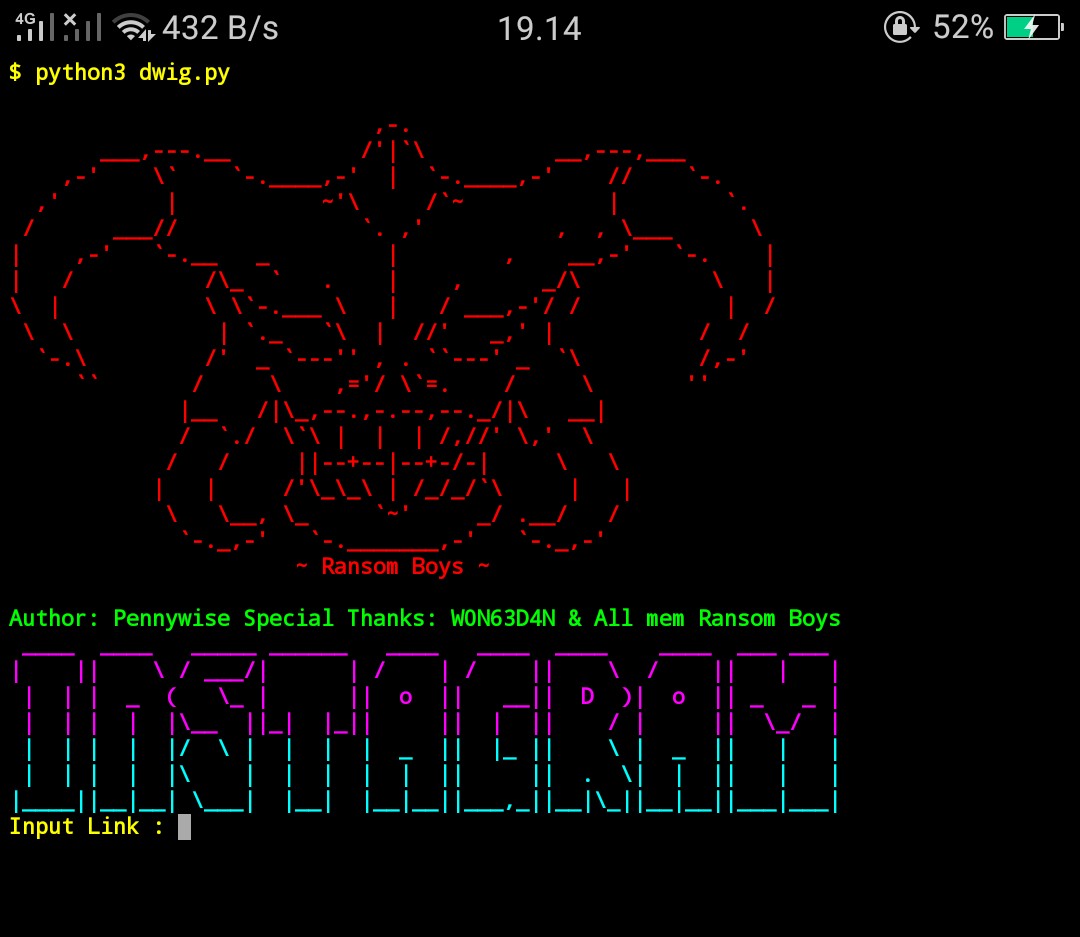 4G 432 B/s 19.14 52%
$ python3 dwig.py
~ Ransom Boys ~
Author: Pennywise Special Thanks: W0N63D4N & All mem Ransom Boys
INSTAGRAM
Input Link :